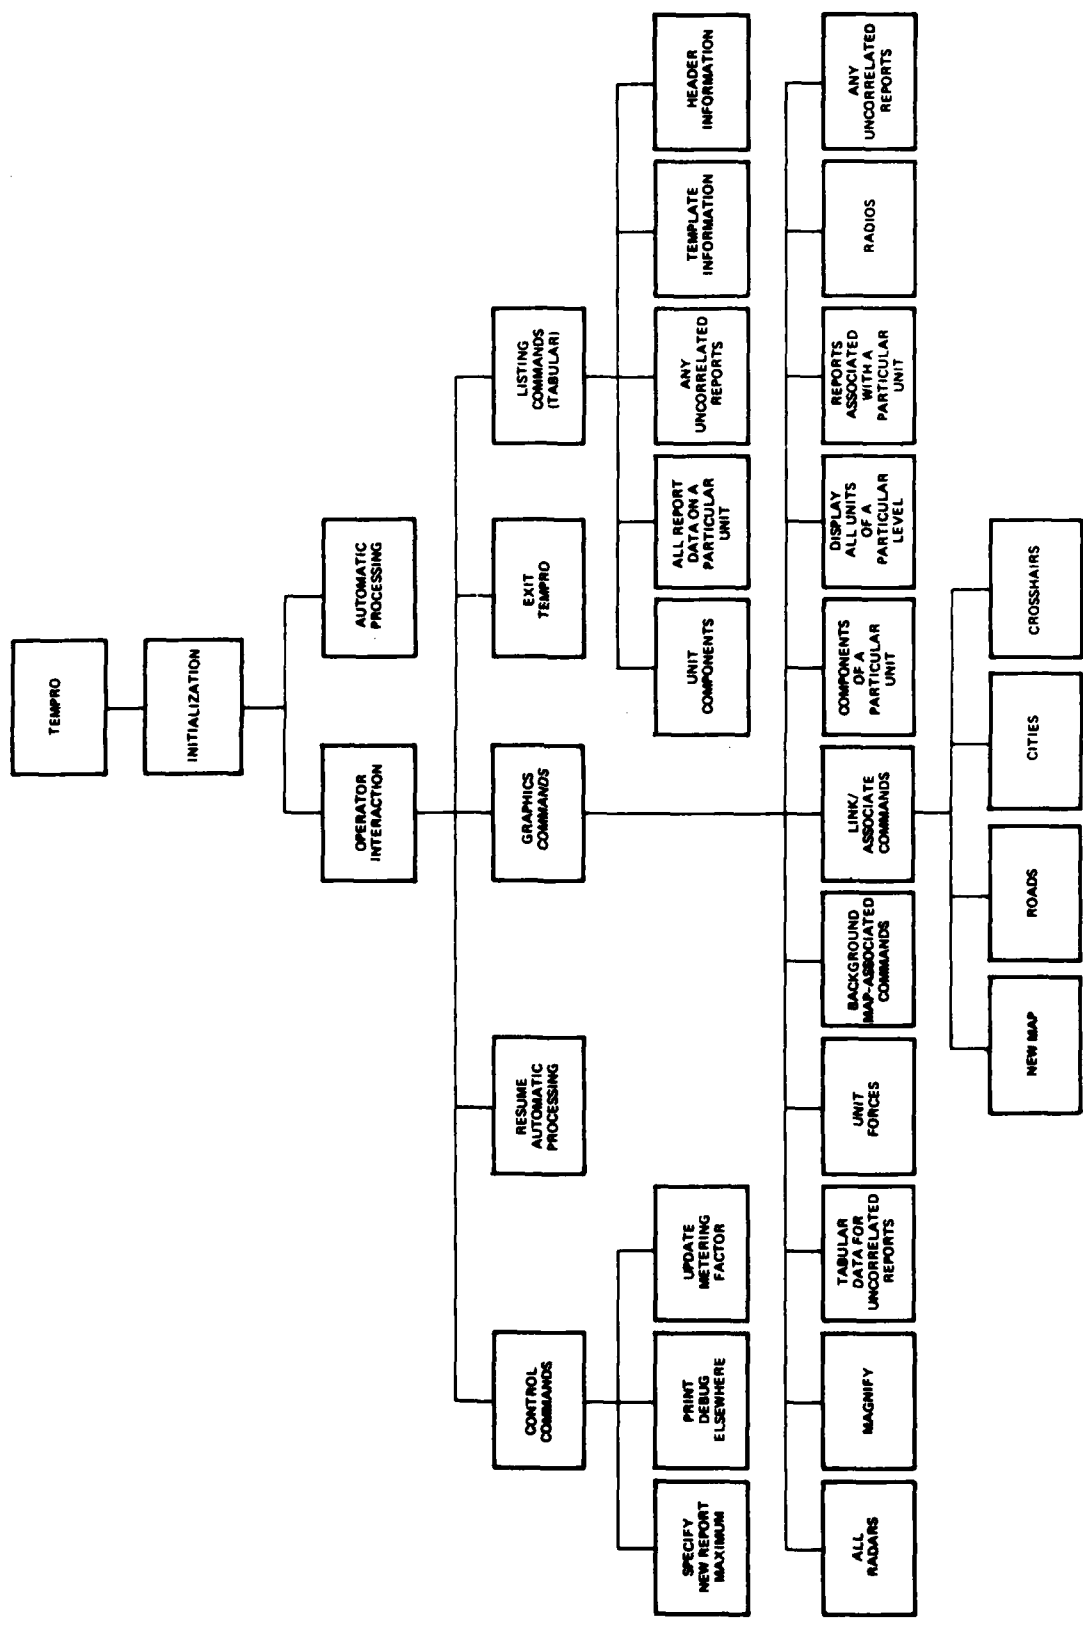 TEMPRO
INITIALIZATION
OPERATOR
INTERACTION
AUTOMATIC
PROCESSING
CONTROL
COMMANDS
RESUME
AUTOMATIC
PROCESSING
GRAPHICS
COMMANDS
EXIT
TEMPRO
LISTING
COMMANDS
(TABULAR)
SPECIFY
NEW REPORT
MAXIMUM
PRINT
DEBUG
ELSEWHERE
UPDATE
METERING
FACTOR
UNIT
COMPONENTS
ALL REPORT
DATA ON A
PARTICULAR
UNIT
ANY
UNCORRELATED
REPORTS
TEMPLATE
INFORMATION
HEADER
INFORMATION
ALL
RADARS
MAGNIFY
TABULAR
DATA FOR
UNCORRELATED
REPORTS
UNIT
FORCES
BACKGROUND
MAP-ASSOCIATED
COMMANDS
LINK/
ASSOCIATE
COMMANDS
COMPONENTS
OF A
PARTICULAR
UNIT
DISPLAY
ALL UNITS
OF A
PARTICULAR
LEVEL
REPORTS
ASSOCIATED
WITH A
PARTICULAR
UNIT
RADIOS
ANY
UNCORRELATED
REPORTS
NEW MAP
ROADS
CITIES
CROSSHAIRS